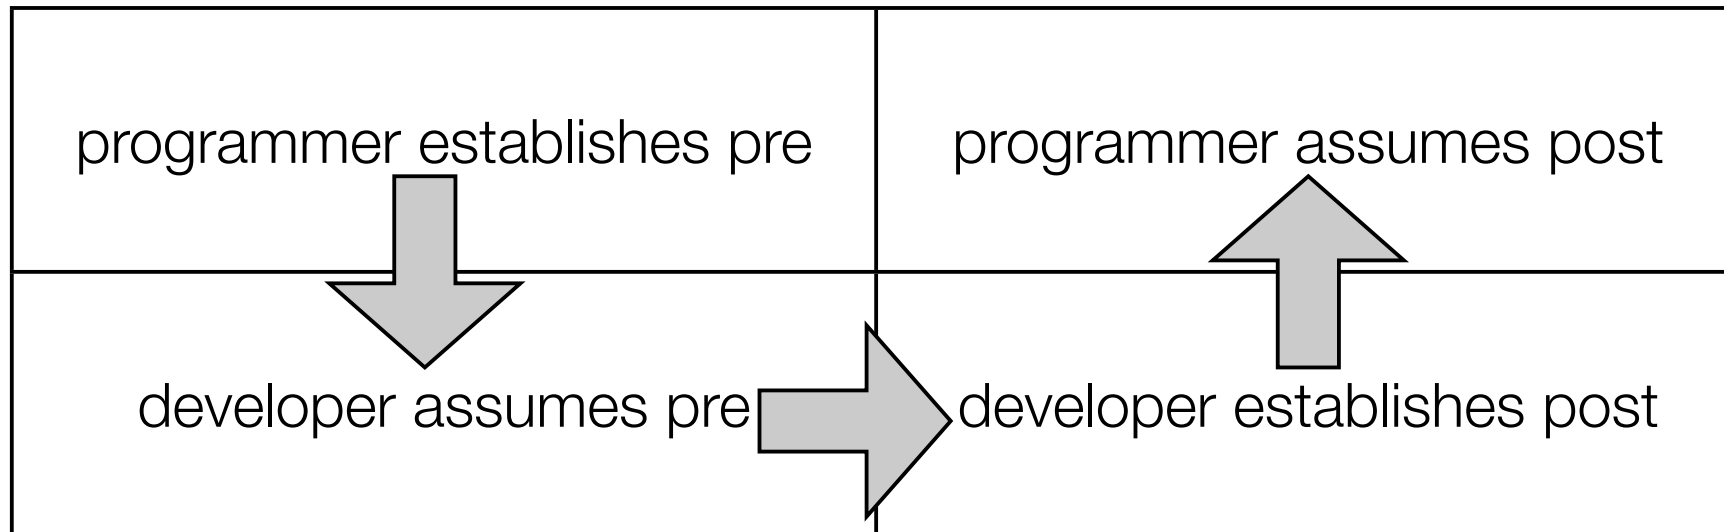 programmer establishes pre
programmer assumes post
developer assumes pre
developer establishes post